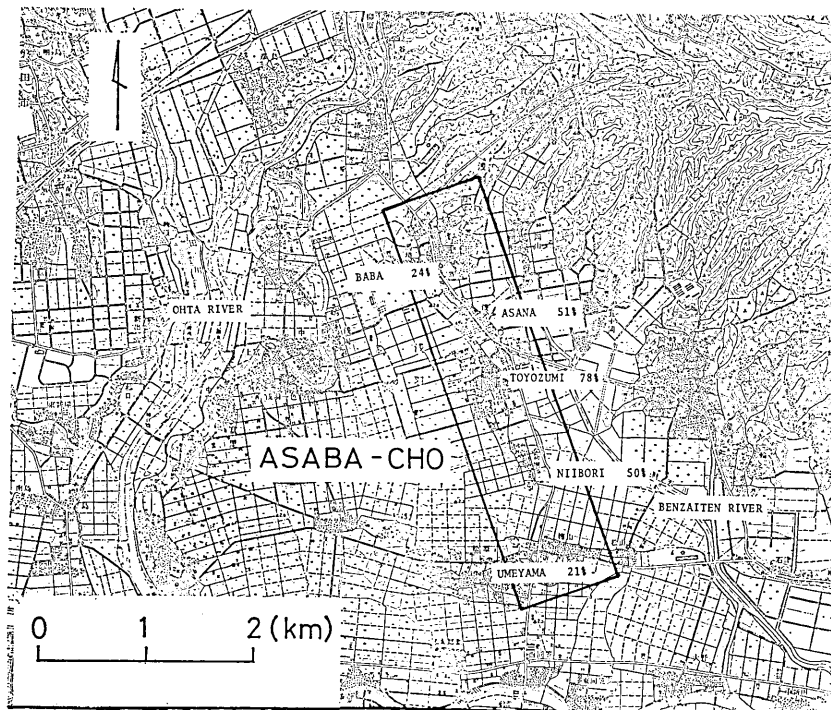 BABA 24%
OHTA RIVER
ASANA 51%
TOYOZUMI 78%
ASABA-CHO
NIIBORI 50%
BENZAITEN RIVER
UMEYAMA 21%
0 1 2 (km)